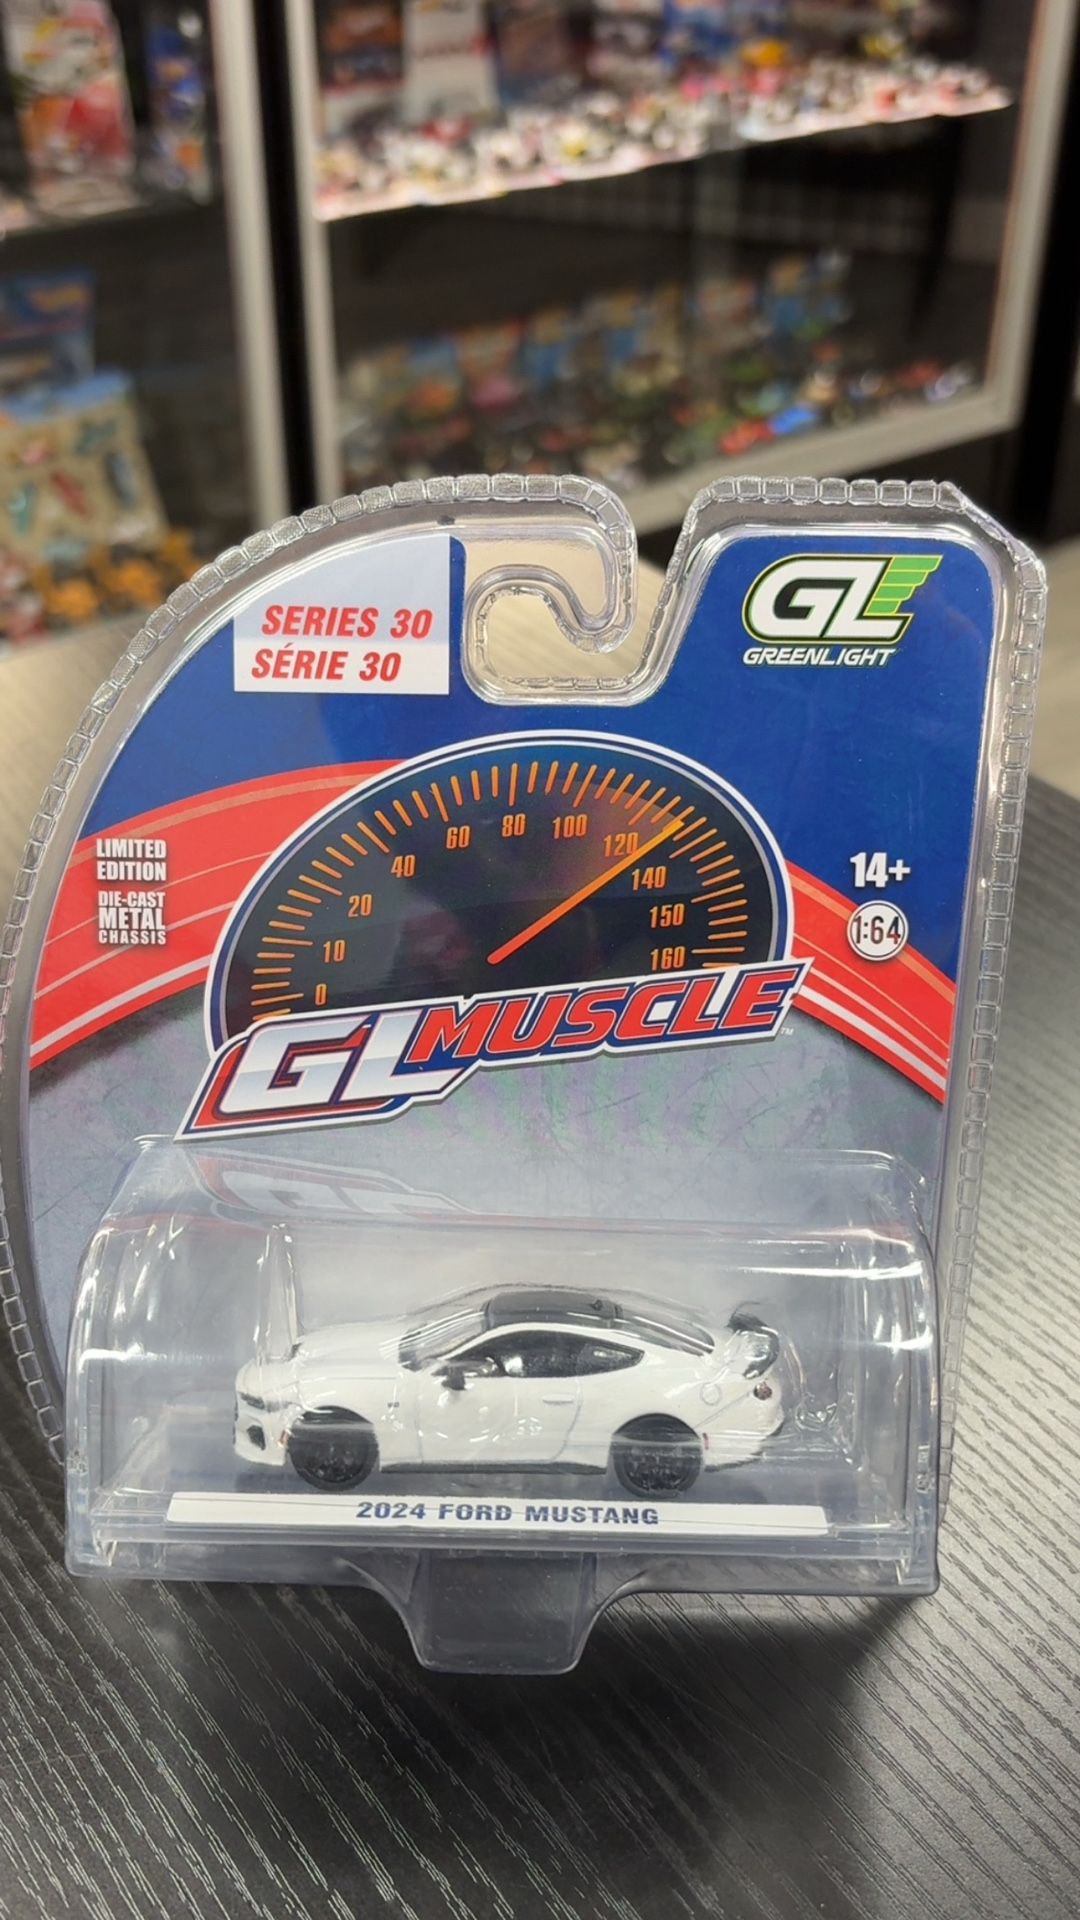 SERIES 30
SÉRIE 30
GL
GREENLIGHT
LIMITED
EDITION
DIE-CAST
METAL
CHASSIS
0
10
20
40
60
80
100
120
140
150
160
14+
1:64
GL MUSCLE™
2024 FORD MUSTANG